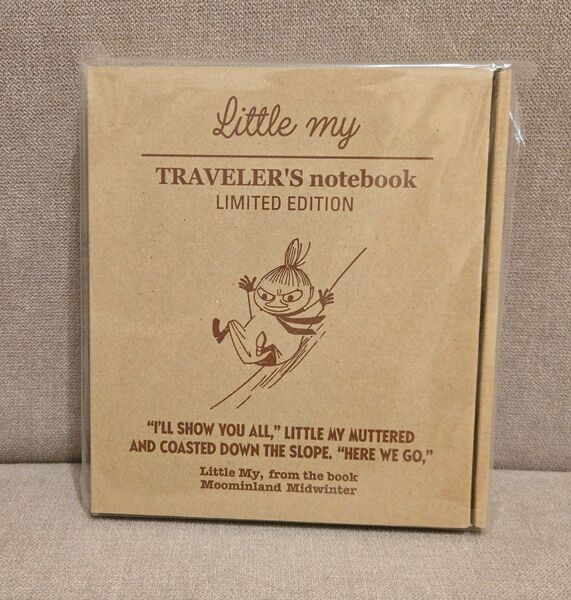 Little my
TRAVELER'S notebook
LIMITED EDITION
“I’LL SHOW YOU ALL,” LITTLE MY MUTTERED
AND COASTED DOWN THE SLOPE. “HERE WE GO,”
Little My, from the book
Moominland Midwinter